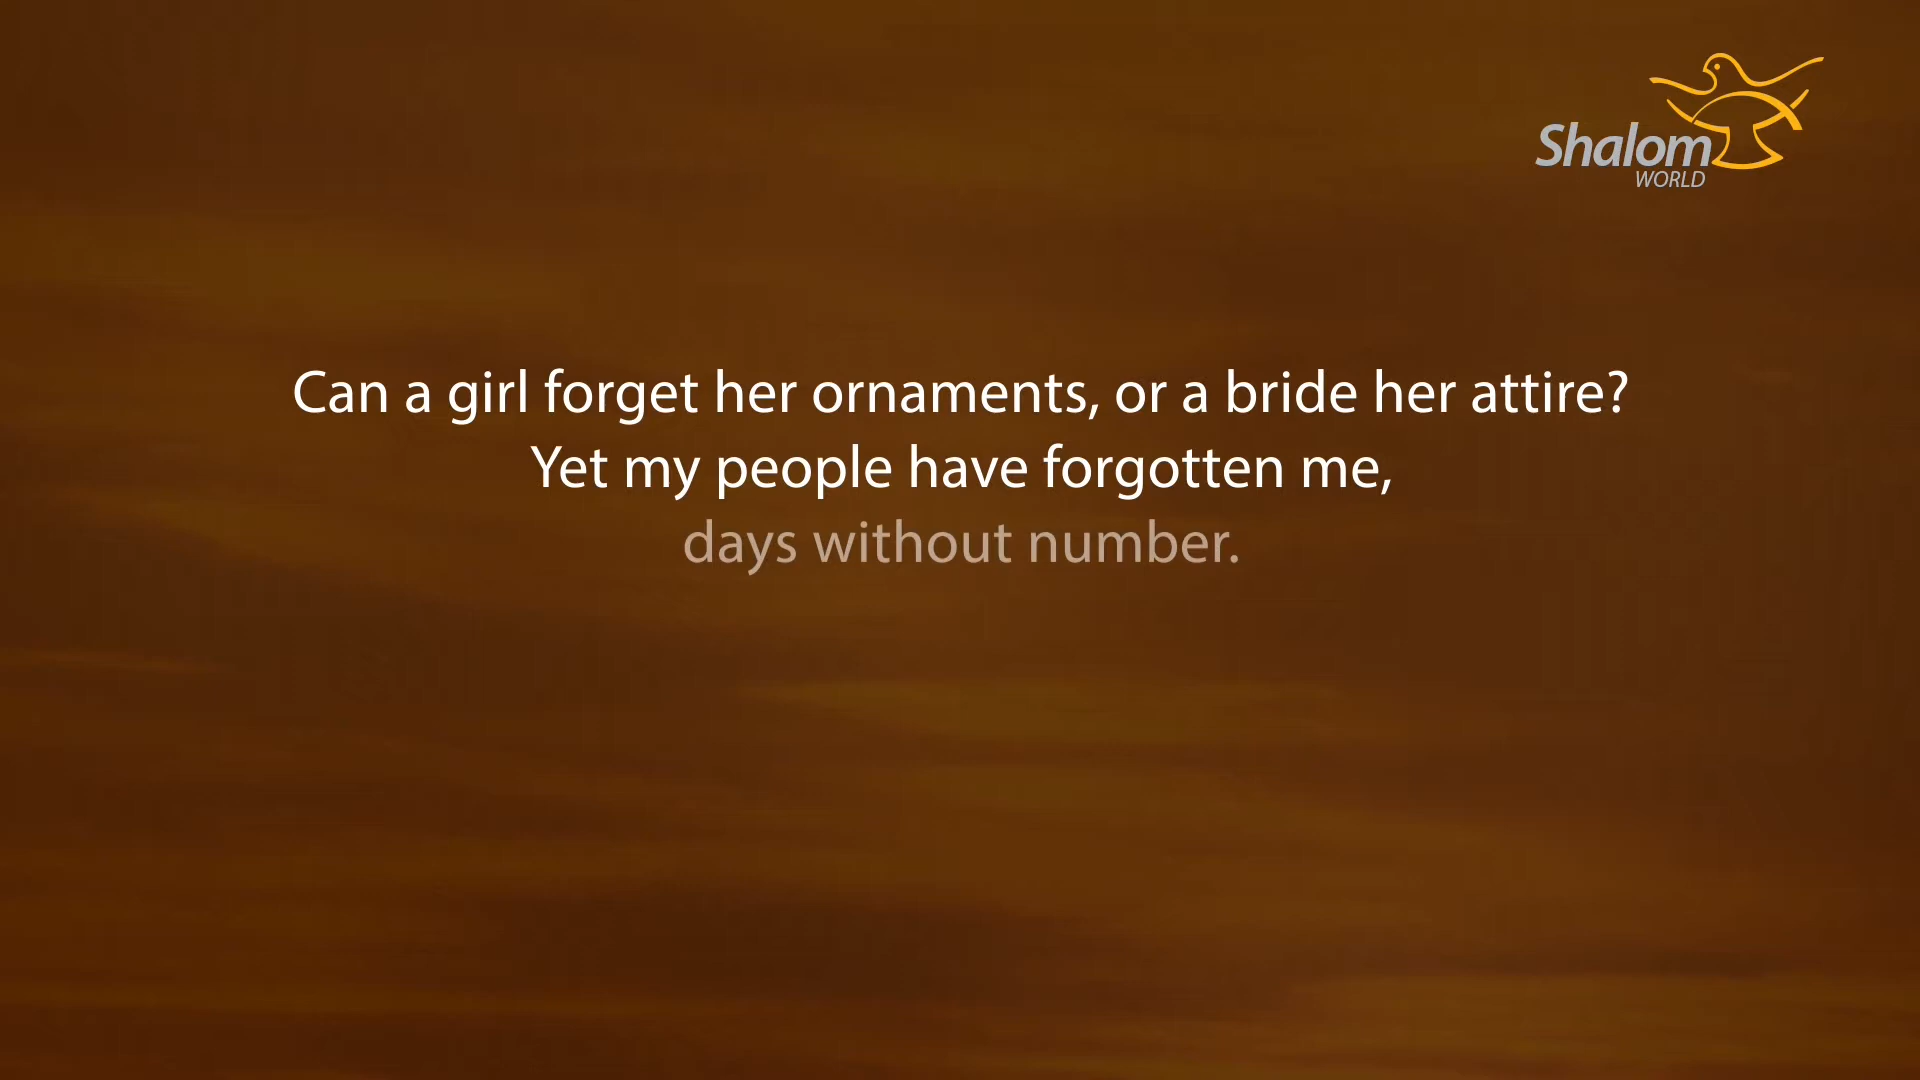 Shalom
WORLD
Can a girl forget her ornaments, or a bride her attire?
Yet my people have forgotten me,
days without number.